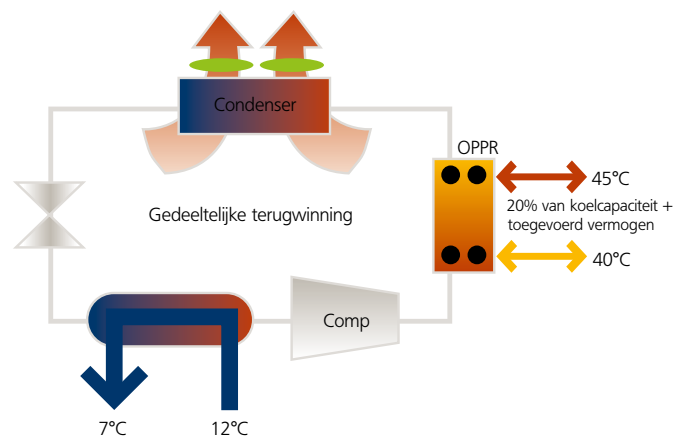 Condenser
OPPR
45°C
20% van koelcapaciteit +
toegevoerd vermogen
Gedeeltelijke terugwinning
40°C
Comp
7°C
12°C